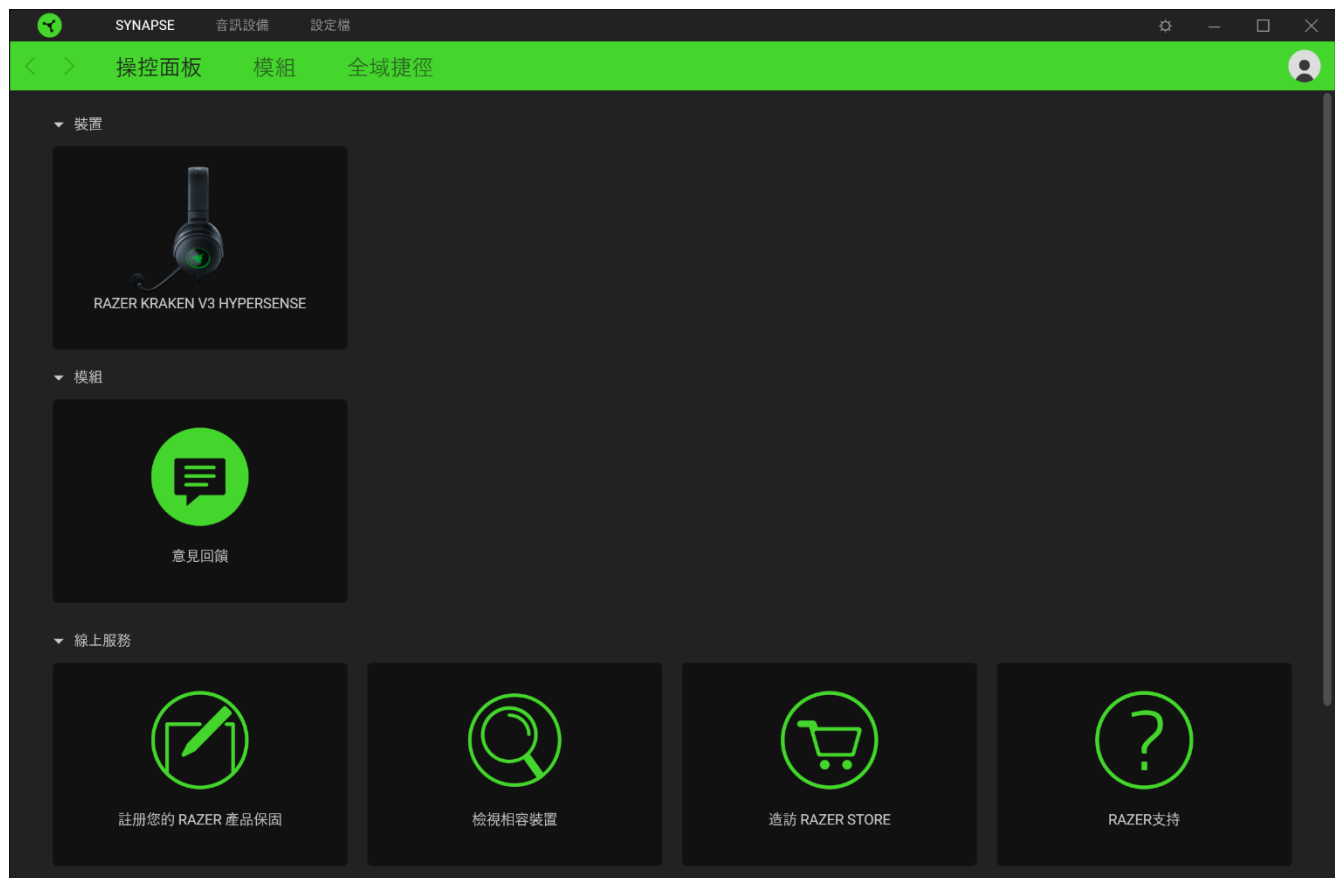 SYNAPSE 音訊設備 設定檔
操控面板 模組 全域捷徑
裝置
RAZER KRAKEN V3 HYPERSENSE
模組
意見回饋
線上服務
註册您的 RAZER 產品保固
檢視相容裝置
造訪 RAZER STORE
RAZER支持